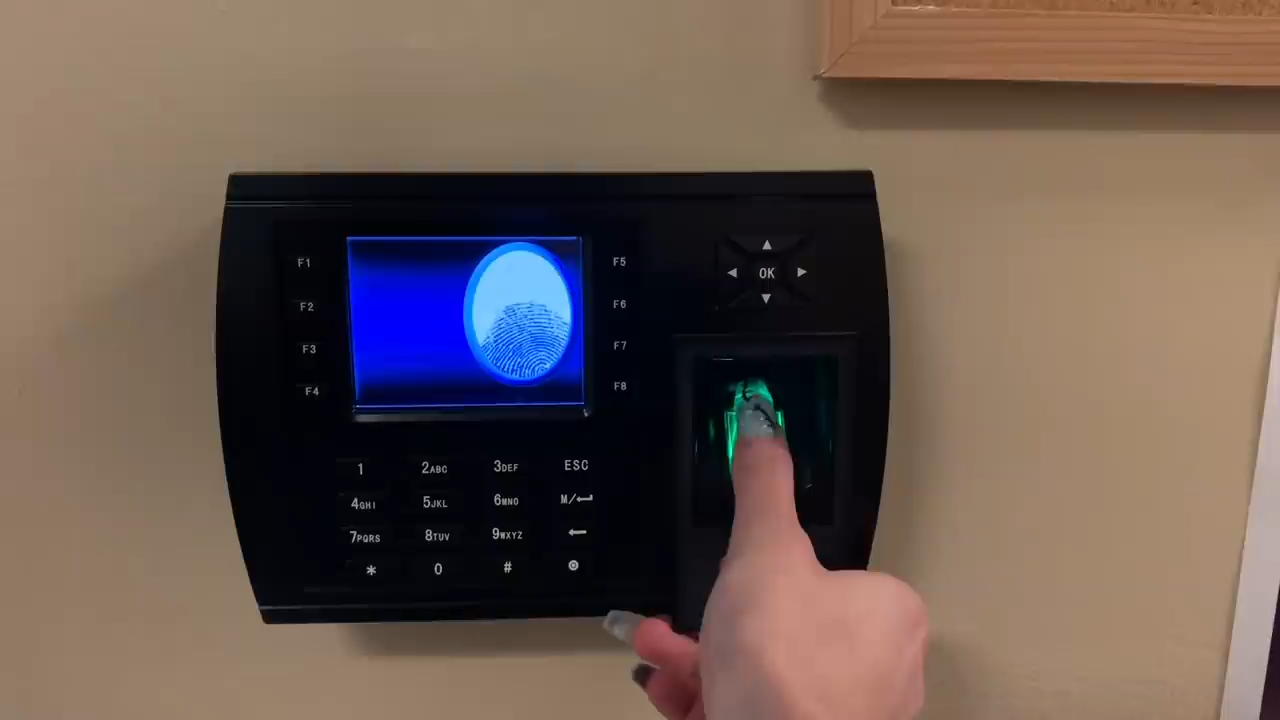 F1
F2
F3
F4
F5
F6
F7
F8
OK
1 2ABC 3DEF ESC
4GHI 5JKL 6MNO M/
7PQRS 8TUV 9WXYZ
* 0 #